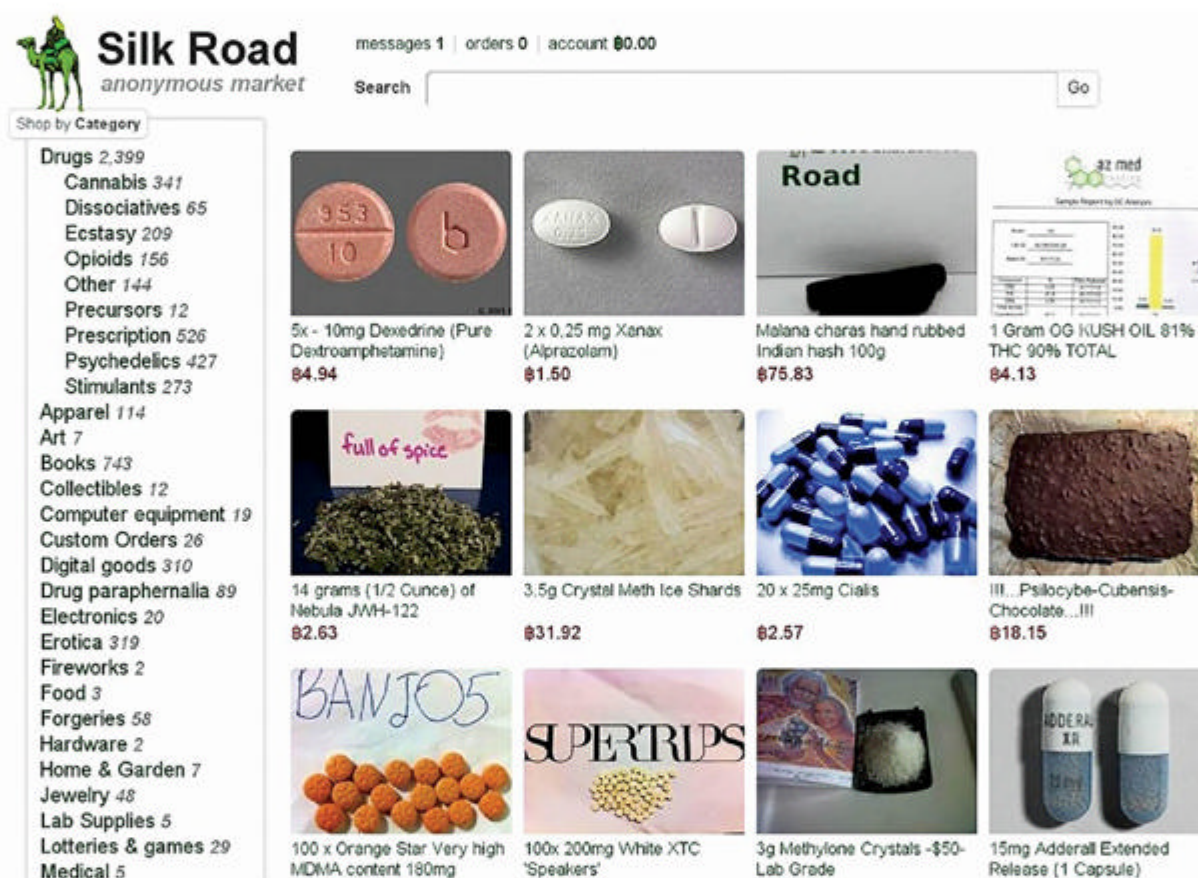 Silk Road
anonymous market
messages 1 | orders 0 | account ฿0.00
Search
Go
Shop by Category
Drugs 2,399
Cannabis 341
Dissociatives 65
Ecstasy 209
Opioids 156
Other 144
Precursors 12
Prescription 526
Psychedelics 427
Stimulants 273
Apparel 114
Art 7
Books 743
Collectibles 12
Computer equipment 19
Custom Orders 26
Digital goods 310
Drug paraphernalia 89
Electronics 20
Erotica 319
Fireworks 2
Food 3
Forgeries 58
Hardware 2
Home & Garden 7
Jewelry 48
Lab Supplies 5
Lotteries & games 29
Medical 5
953
10
b
5x - 10mg Dexedrine (Pure
Dextroamphetamine)
฿4.94
XANAX
2 x 0,25 mg Xanax
(Alprazolam)
฿1.50
Road
Malana charas hand rubbed
Indian hash 100g
฿75.83
az med
1 Gram OG KUSH OIL 81%
THC 90% TOTAL
฿4.13
full of spice
14 grams (1/2 Ounce) of
Nebula JWH-122
฿2.63
3.5g Crystal Meth Ice Shards
฿31.92
20 x 25mg Cialis
฿2.57
!!!...Psilocybe-Cubensis-
Chocolate...!!!
฿18.15
BANJO5
100 x Orange Star Very high
MDMA content 180mg
SUPERTRIPS
100x 200mg White XTC
'Speakers'
3g Methylone Crystals -$50-
Lab Grade
ADDERAL
XR
15mg Adderall Extended
Release (1 Capsule)